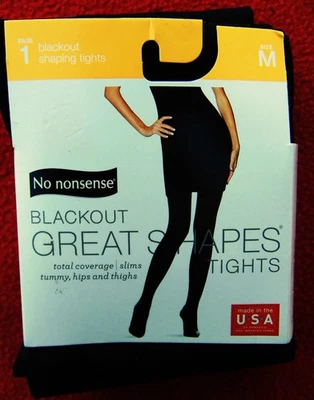 1 blackout
shaping tights
SIZE
M
No nonsense®
BLACKOUT
GREAT SHAPES®
TIGHTS
total coverage | slims
tummy, hips and thighs
made in the
USA